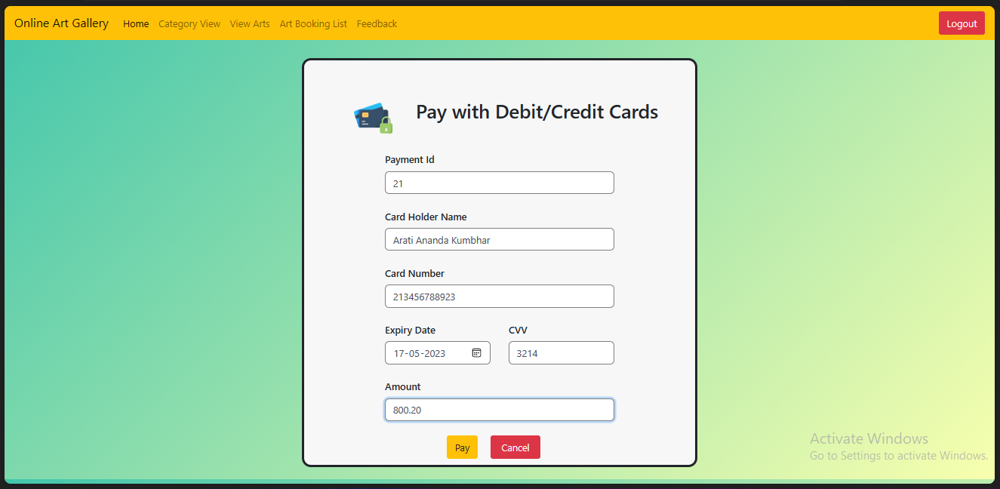 Online Art Gallery Home Category View View Arts Art Booking List Feedback Logout
Pay with Debit/Credit Cards
Payment Id
21
Card Holder Name
Arati Ananda Kumbhar
Card Number
213456788923
Expiry Date CVV
17-05-2023 3214
Amount
800.20
Pay Cancel
Activate Windows
Go to Settings to activate Windows.